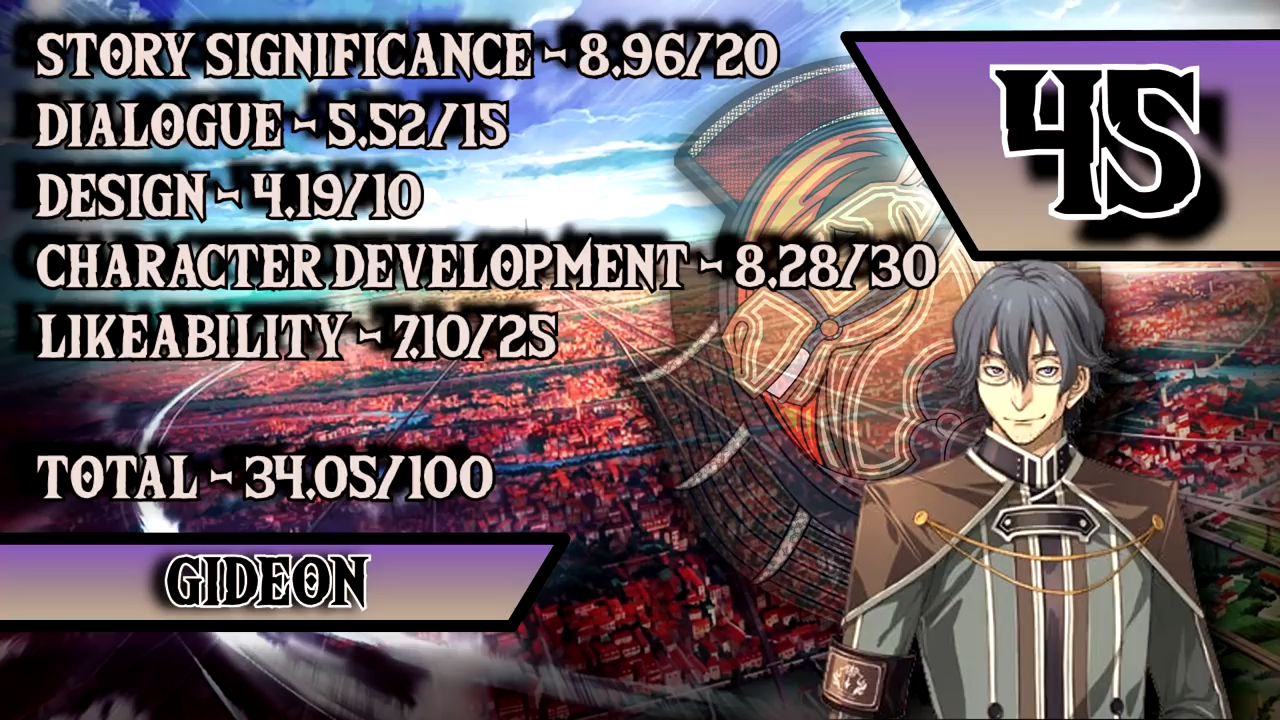 STORY SIGNIFICANCE - 8.96/20
45
DIALOGUE - 5.52/15
DESIGN - 4.19/10
CHARACTER DEVELOPMENT - 8.28/30
LIKEABILITY - 7.10/25
TOTAL - 34.05/100
GIDEON